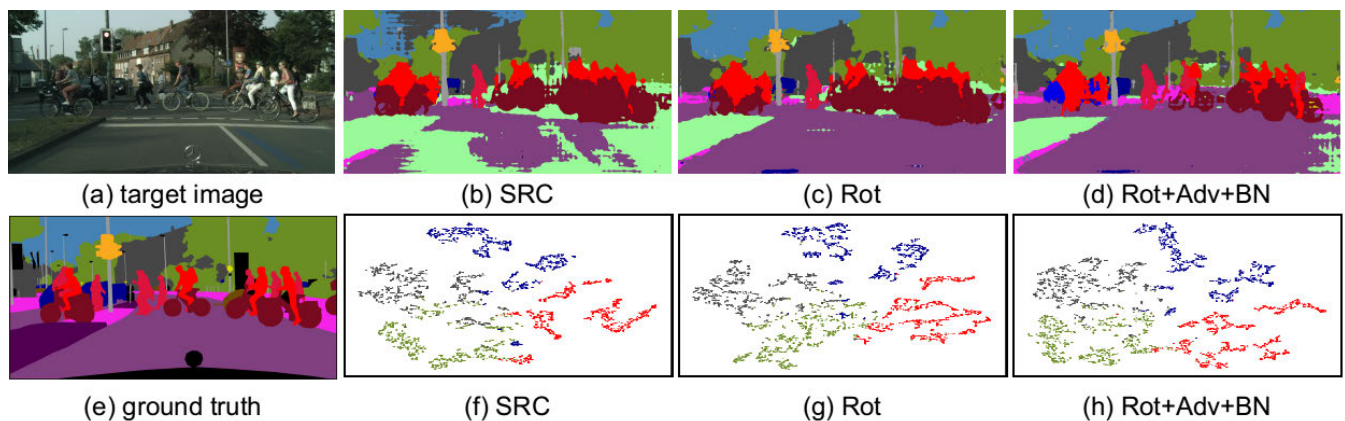 (a) target image
(b) SRC
(c) Rot
(d) Rot+Adv+BN
(e) ground truth
(f) SRC
(g) Rot
(h) Rot+Adv+BN